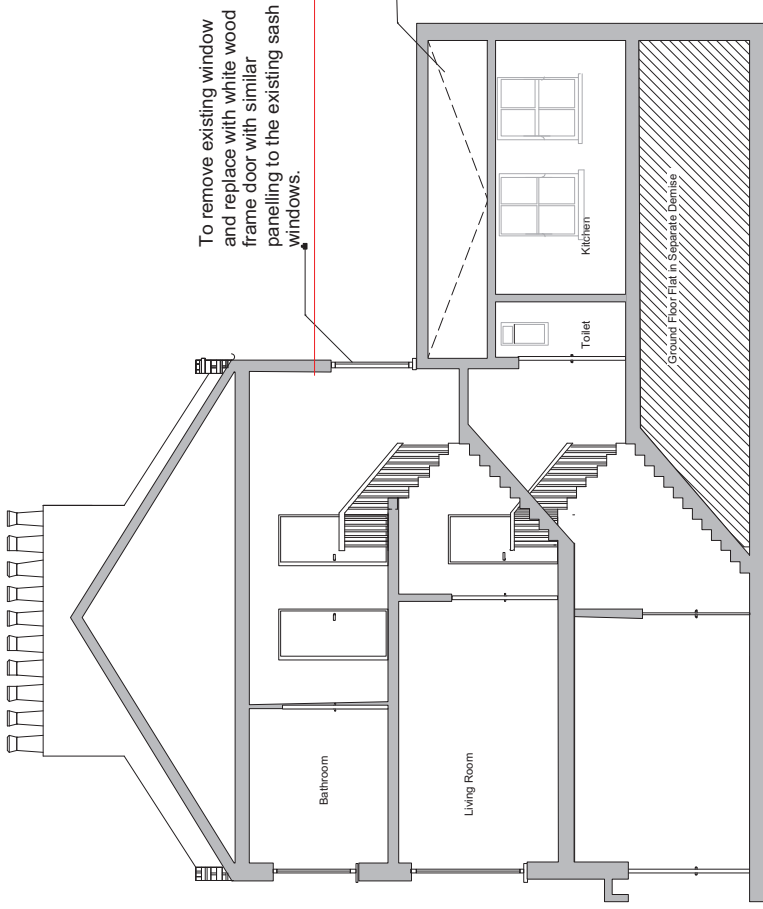 To remove existing window
and replace with white wood
frame door with similar
panelling to the existing sash
windows.
Kitchen
Toilet
Ground Floor Flat in Separate Demise
Bathroom
Living Room